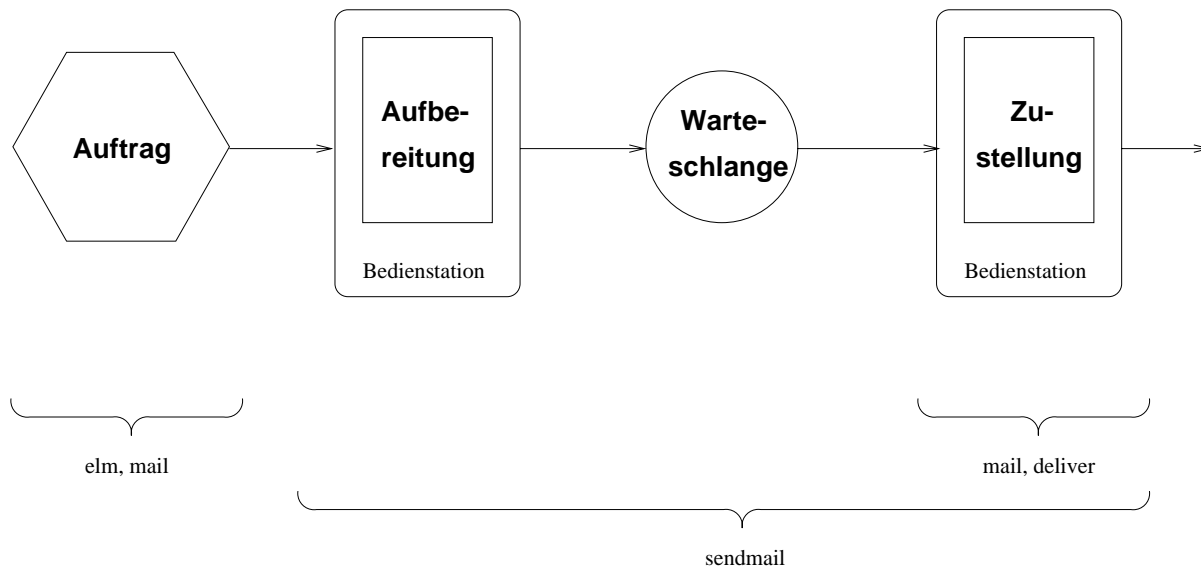 Auftrag
Aufbe-
reitung
Bedienstation
Warte-
schlange
Zu-
stellung
Bedienstation
elm, mail
mail, deliver
sendmail